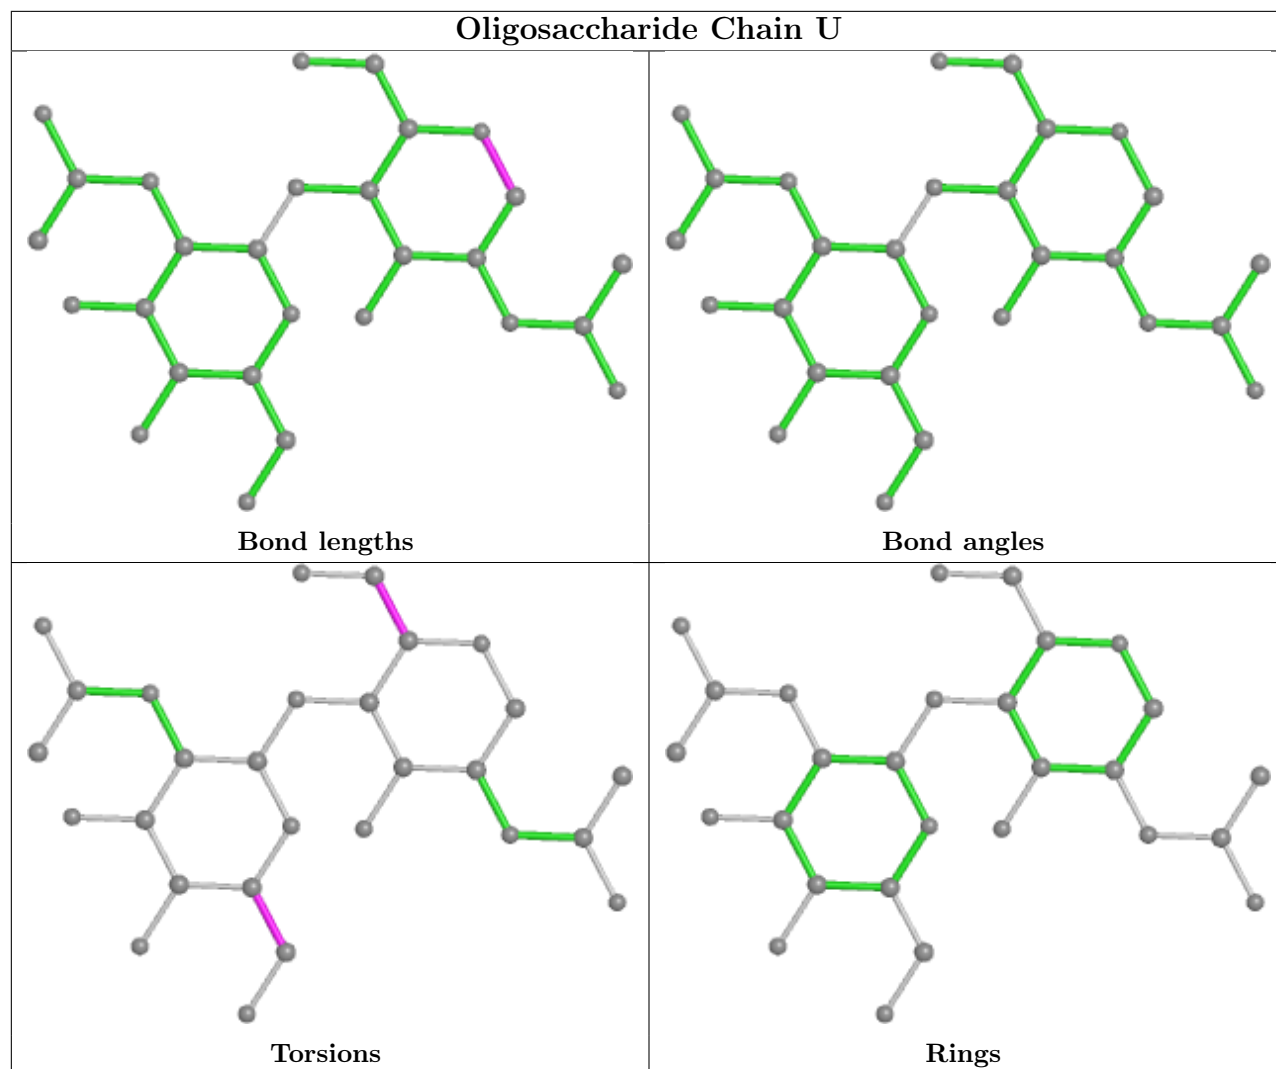 Oligosaccharide Chain U
Bond lengths
Bond angles
Torsions
Rings